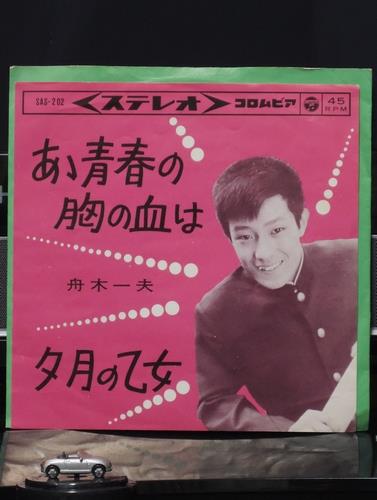 SAS-202 <ステレオ> コロムビア 45 RPM
あゝ青春の
胸の血は
舟木一夫
夕月の乙女